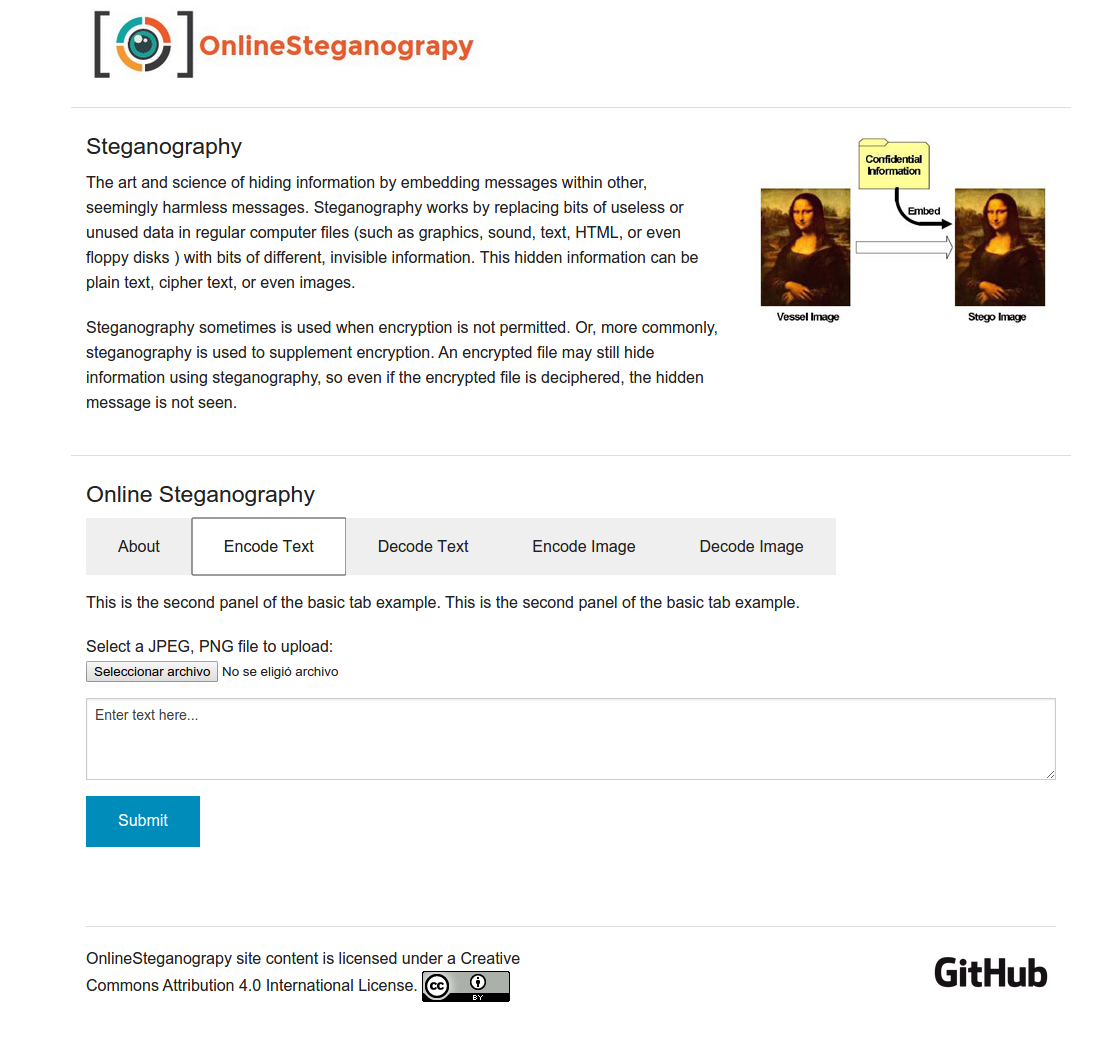 OnlineSteganograpy
Steganography
The art and science of hiding information by embedding messages within other,
seemingly harmless messages. Steganography works by replacing bits of useless or
unused data in regular computer files (such as graphics, sound, text, HTML, or even
floppy disks ) with bits of different, invisible information. This hidden information can be
plain text, cipher text, or even images.
Steganography sometimes is used when encryption is not permitted. Or, more commonly,
steganography is used to supplement encryption. An encrypted file may still hide
information using steganography, so even if the encrypted file is deciphered, the hidden
message is not seen.
Confidential
Information
Embed
Vessel Image
Stego Image
Online Steganography
About
Encode Text
Decode Text
Encode Image
Decode Image
This is the second panel of the basic tab example. This is the second panel of the basic tab example.
Select a JPEG, PNG file to upload:
Seleccionar archivo No se eligió archivo
Enter text here...
Submit
OnlineSteganograpy site content is licensed under a Creative
Commons Attribution 4.0 International License.
cc
BY
GitHub